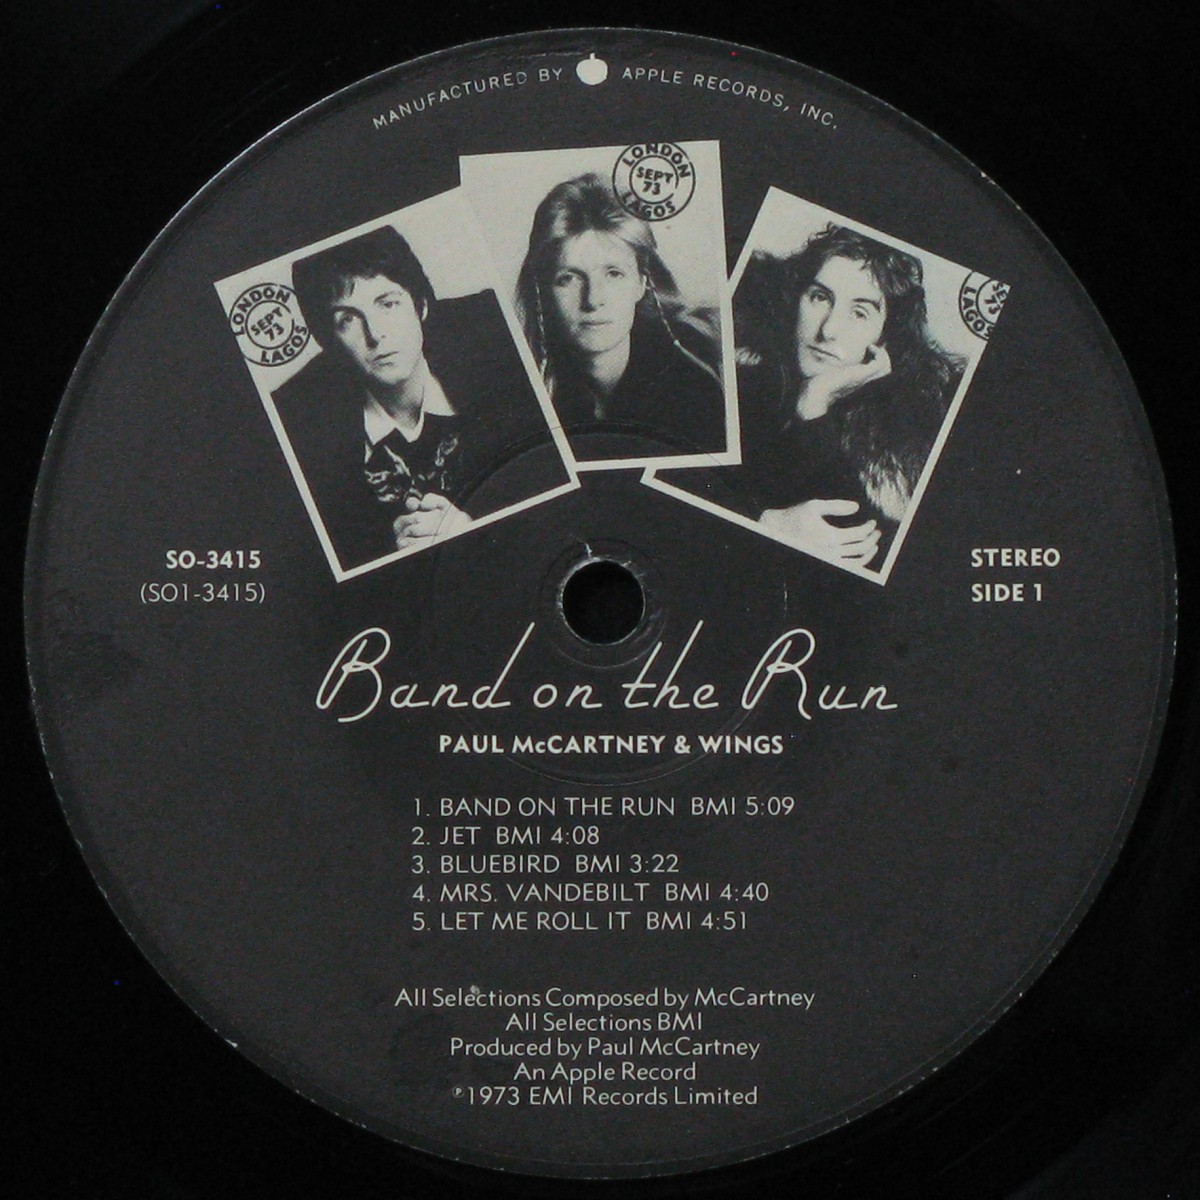 MANUFACTURED BY APPLE RECORDS, INC.
LONDON
SEPT
73
LAGOS
LONDON
SEPT
73
LAGOS
73
LAGOS
SO-3415
(SO1-3415)
STEREO
SIDE 1
Band on the Run
PAUL McCARTNEY & WINGS
1. BAND ON THE RUN BMI 5:09
2. JET BMI 4:08
3. BLUEBIRD BMI 3:22
4. MRS. VANDEBILT BMI 4:40
5. LET ME ROLL IT BMI 4:51
All Selections Composed by McCartney
All Selections BMI
Produced by Paul McCartney
An Apple Record
℗1973 EMI Records Limited